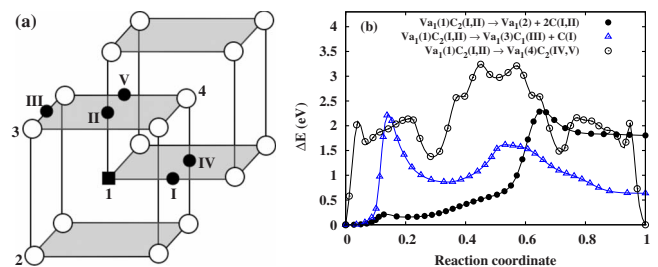 (a)
V
III
4
II
3
IV
1
I
2
(b)
Va₁(1)C₂(I,II)→Va₁(2) + 2C(I,II)
Va₁(1)C₂(I,II)→Va₁(3)C₁(III) + C(I)
Va₁(1)C₂(I,II)→Va₁(4)C₂(IV,V)
ΔE (eV)
4
3.5
3
2.5
2
1.5
1
0.5
0
0 0.2 0.4 0.6 0.8 1
Reaction coordinate